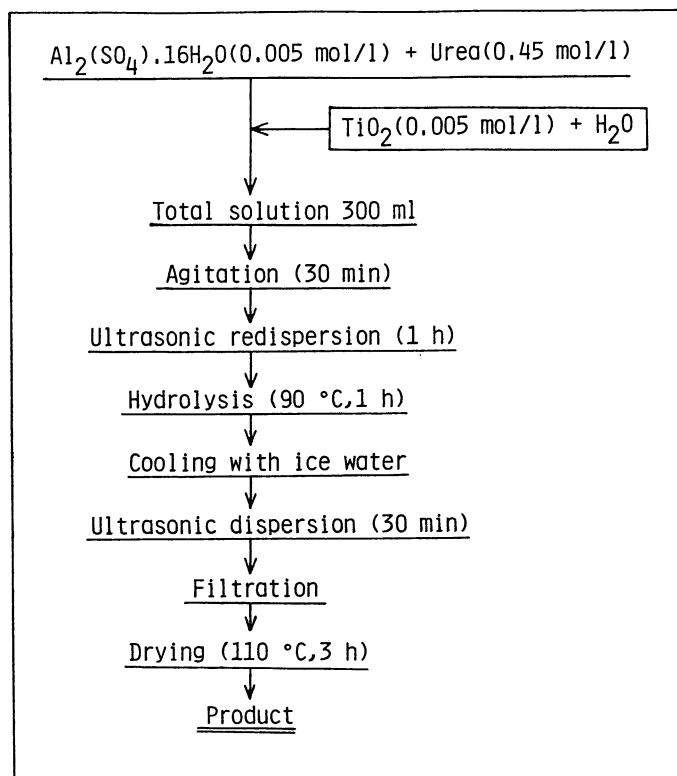 Al2(SO4).16H2O(0.005 mol/l) + Urea(0.45 mol/l)
TiO2(0.005 mol/l) + H2O
Total solution 300 ml
Agitation (30 min)
Ultrasonic redispersion (1 h)
Hydrolysis (90 °C,1 h)
Cooling with ice water
Ultrasonic dispersion (30 min)
Filtration
Drying (110 °C,3 h)
Product